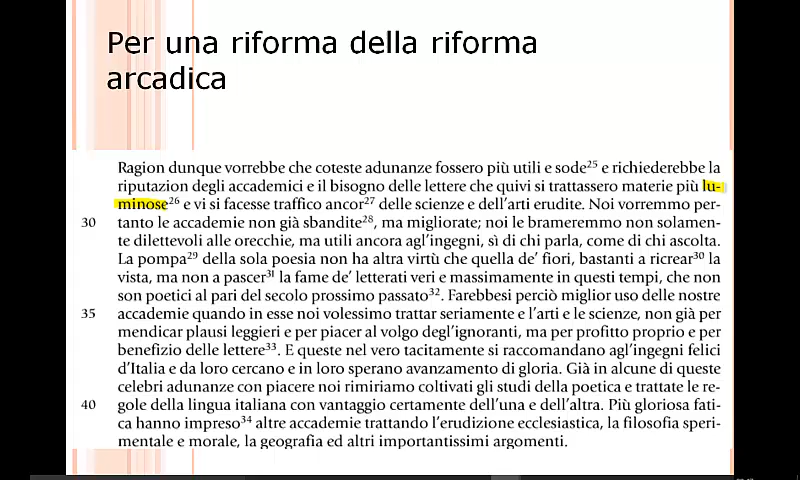 Per una riforma della riforma
arcadica
Ragion dunque vorrebbe che coteste adunanze fossero più utili e sode25 e richiederebbe la
riputazion degli accademici e il bisogno delle lettere che quivi si trattassero materie più lu-
minose26 e vi si facesse traffico ancor27 delle scienze e dell'arti erudite. Noi vorremmo per-
30 tanto le accademie non già sbandite28, ma migliorate; noi le brameremmo non solamen-
te dilettevoli alle orecchie, ma utili ancora agl'ingegni, sì di chi parla, come di chi ascolta.
La pompa29 della sola poesia non ha altra virtù che quella de' fiori, bastanti a ricrear30 la
vista, ma non a pascer31 la fame de' letterati veri e massimamente in questi tempi, che non
son poetici al pari del secolo prossimo passato32. Farebbesi perciò miglior uso delle nostre
35 accademie quando in esse noi volessimo trattar seriamente e l'arti e le scienze, non già per
mendicar plausi leggieri e per piacer al volgo degl'ignoranti, ma per profitto proprio e per
benefizio delle lettere33. E queste nel vero tacitamente si raccomandano agl'ingegni felici
d'Italia e da loro cercano e in loro sperano avanzamento di gloria. Già in alcune di queste
celebri adunanze con piacere noi rimiriamo coltivati gli studi della poetica e trattate le re-
40 gole della lingua italiana con vantaggio certamente dell'una e dell'altra. Più gloriosa fati-
ca hanno impreso34 altre accademie trattando l'erudizione ecclesiastica, la filosofia speri-
mentale e morale, la geografia ed altri importantissimi argomenti.